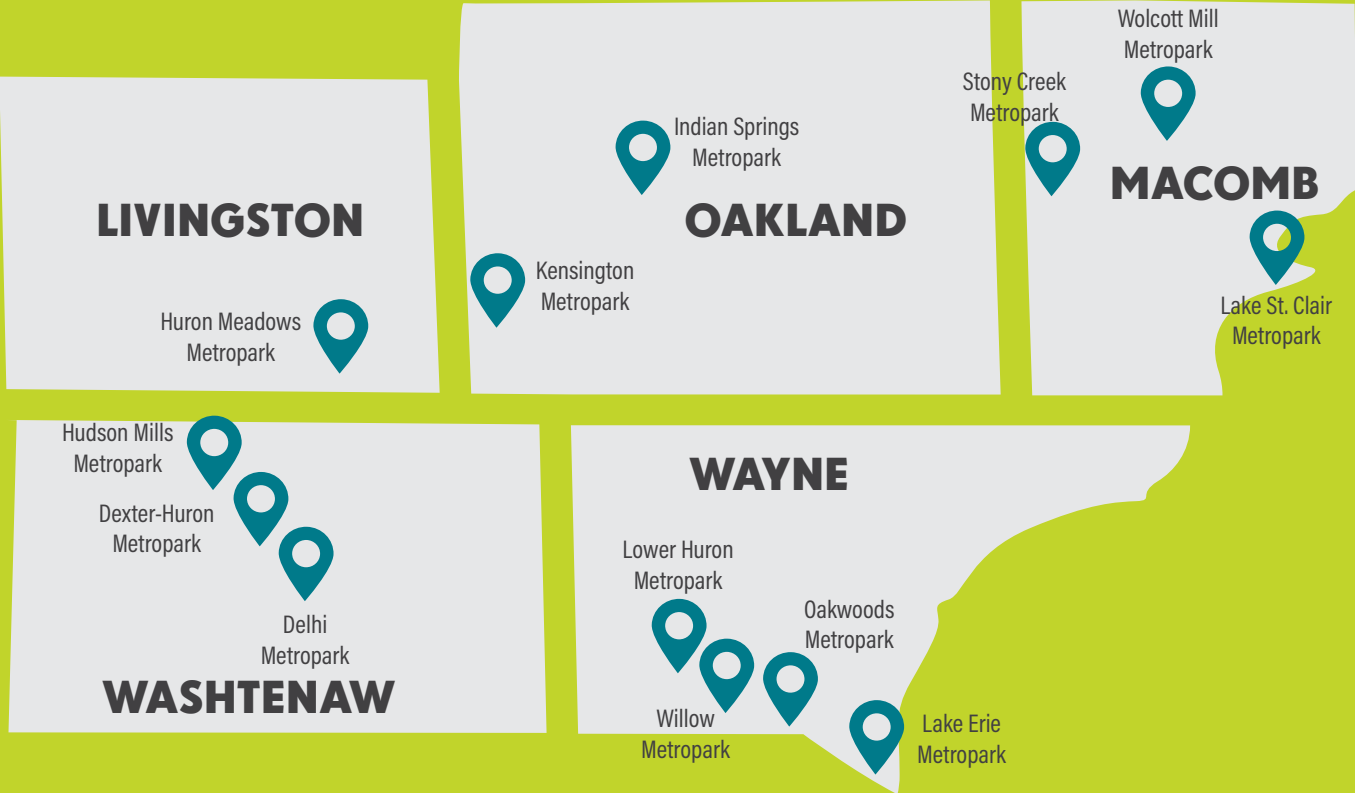 Wolcott Mill
Metropark
Stony Creek
Metropark
Indian Springs
Metropark
MACOMB
LIVINGSTON
OAKLAND
Kensington
Metropark
Lake St. Clair
Metropark
Huron Meadows
Metropark
Hudson Mills
Metropark
WAYNE
Dexter-Huron
Metropark
Lower Huron
Metropark
Oakwoods
Metropark
Delhi
Metropark
WASHTENAW
Willow
Metropark
Lake Erie
Metropark